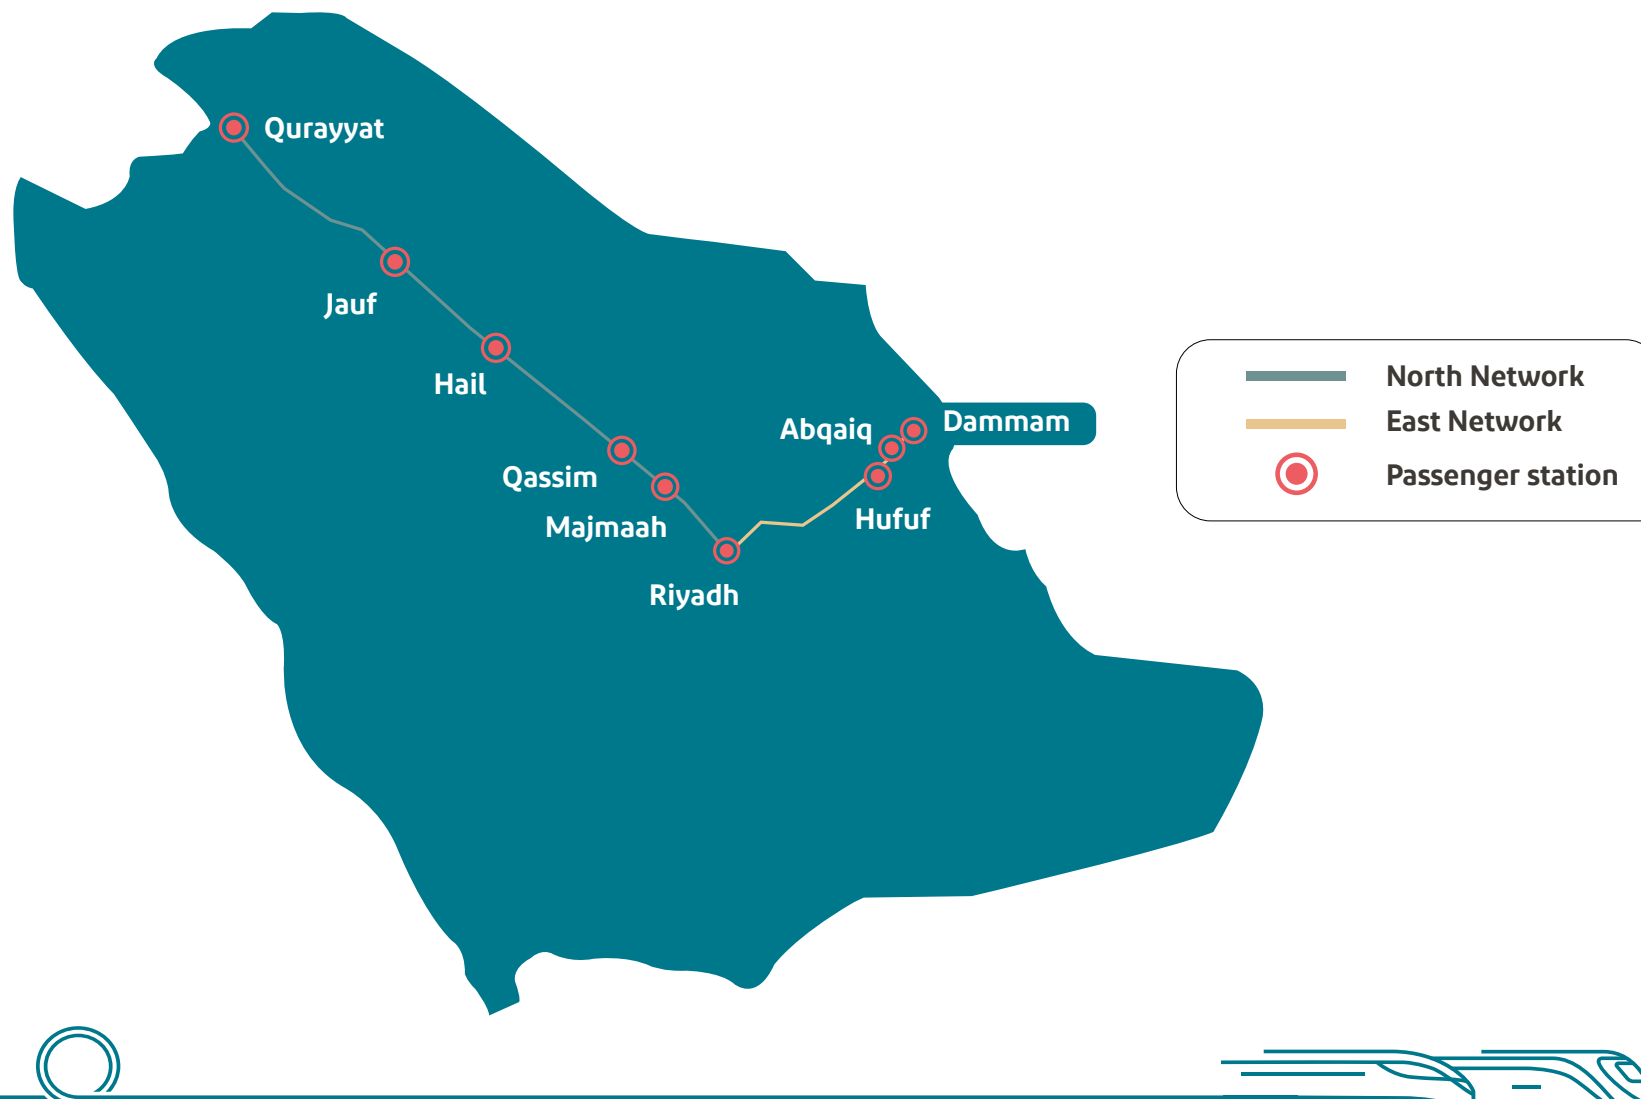 Qurayyat
Jauf
Hail
Qassim
Majmaah
Riyadh
Abqaiq
Dammam
Hufuf
North Network
East Network
Passenger station